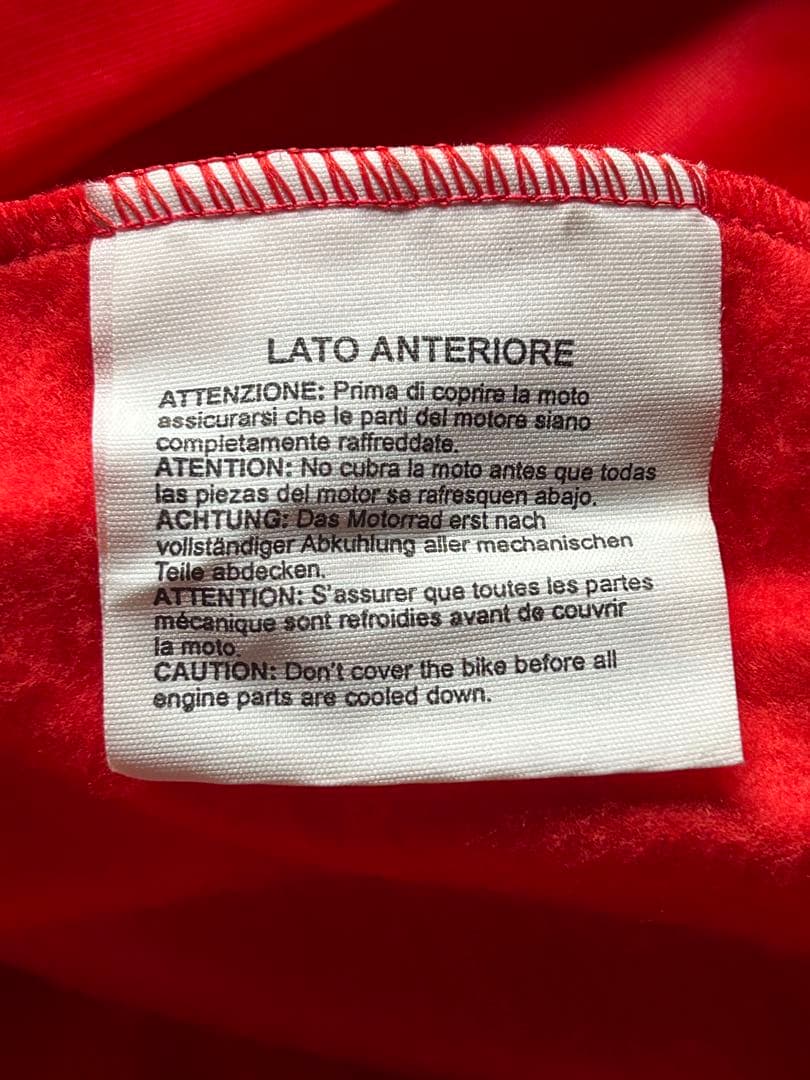 LATO ANTERIORE
ATTENZIONE: Prima di coprire la moto
assicurarsi che le parti del motore siano
completamente raffreddate.
ATENTION: No cubra la moto antes que todas
las piezas del motor se rafresquen abajo.
ACHTUNG: Das Motorrad erst nach
vollständiger Abkuhlung aller mechanischen
Teile abdecken.
ATTENTION: S'assurer que toutes les partes
mécanique sont refroidies avant de couvrir
la moto.
CAUTION: Don't cover the bike before all
engine parts are cooled down.